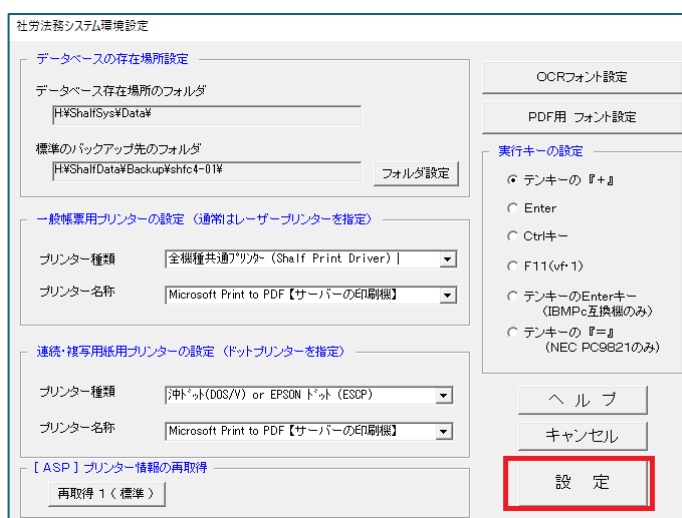 社労法務システム環境設定
データベースの存在場所設定
データベース存在場所のフォルダ
H:¥ShalfSys¥Data¥
標準のバックアップ先のフォルダ
H:¥ShalfData¥Backup¥shfc4-01¥
フォルダ設定
一般帳票用プリンターの設定（通常はレーザープリンターを指定）
プリンター種類
全機種共通ﾌﾟﾘﾝﾀｰ (Shalf Print Driver) |
プリンター名称
Microsoft Print to PDF【サーバーの印刷機】
連続・複写用紙用プリンターの設定（ドットプリンターを指定）
プリンター種類
沖ﾄﾞｯﾄ(DOS/V) or EPSON ﾄﾞｯﾄ (ESCP)
プリンター名称
Microsoft Print to PDF【サーバーの印刷機】
[ ASP ] プリンター情報の再取得
再取得 1 ( 標準 )
OCRフォント設定
PDF用 フォント設定
実行キーの設定
テンキーの 『+』
Enter
Ctrlキー
F11(vf・1)
テンキーのEnterキー
(IBMPc互換機のみ)
テンキーの 『=』
(NEC PC9821のみ)
ヘ ル プ
キャンセル
設 定